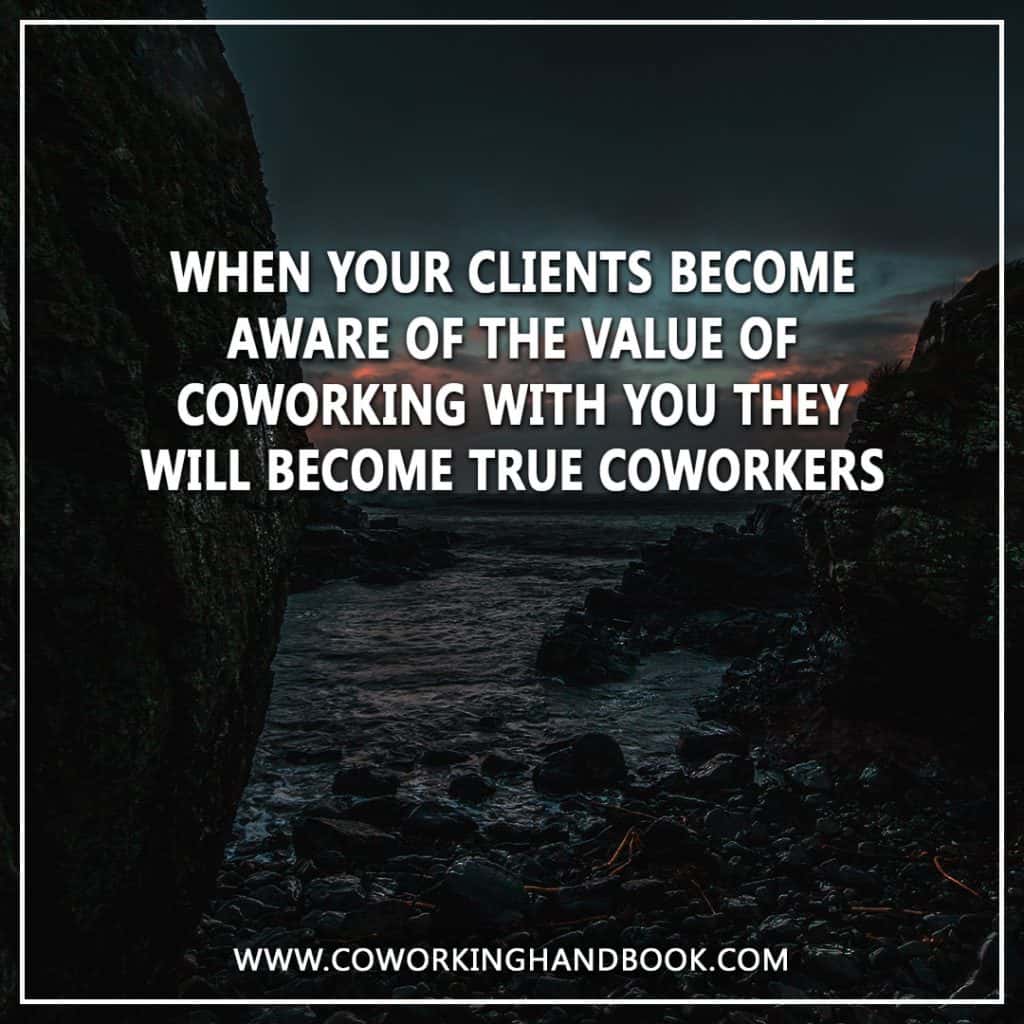 WHEN YOUR CLIENTS BECOME
AWARE OF THE VALUE OF
COWORKING WITH YOU THEY
WILL BECOME TRUE COWORKERS
WWW.COWORKINGHANDBOOK.COM